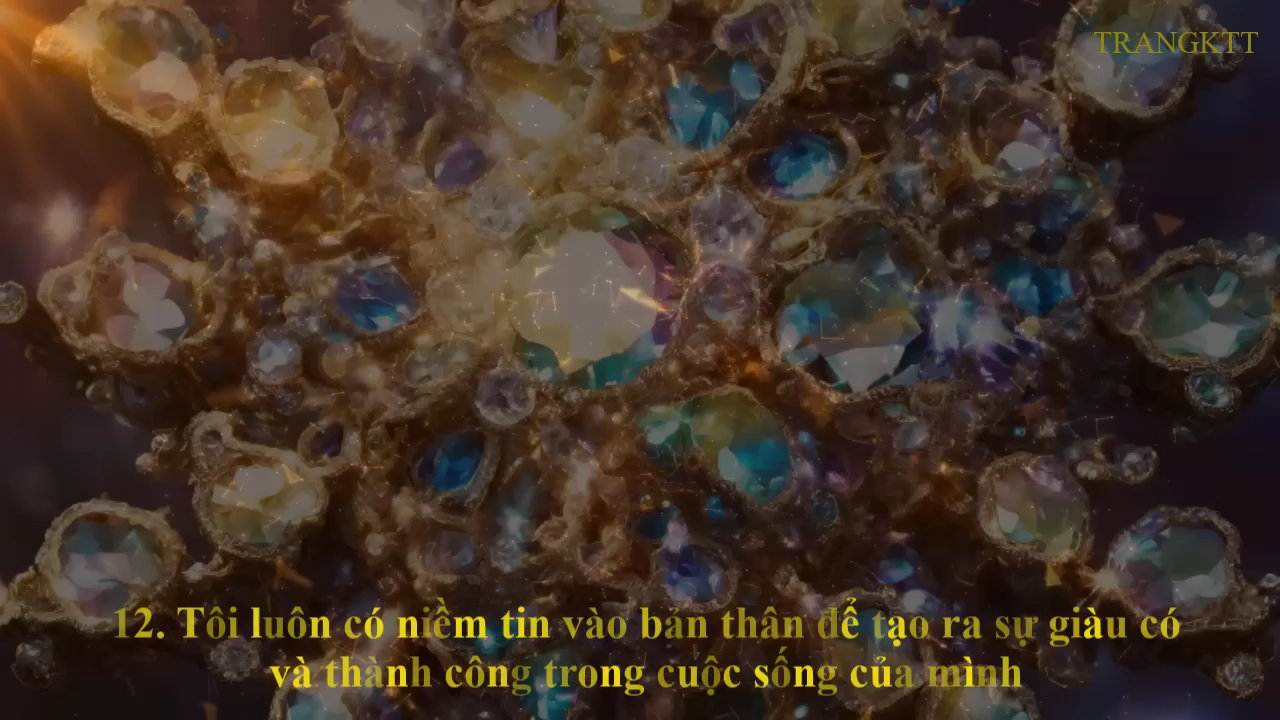 TRANGKTT
12. Tôi luôn có niềm tin vào bản thân để tạo ra sự giàu có
và thành công trong cuộc sống của mình